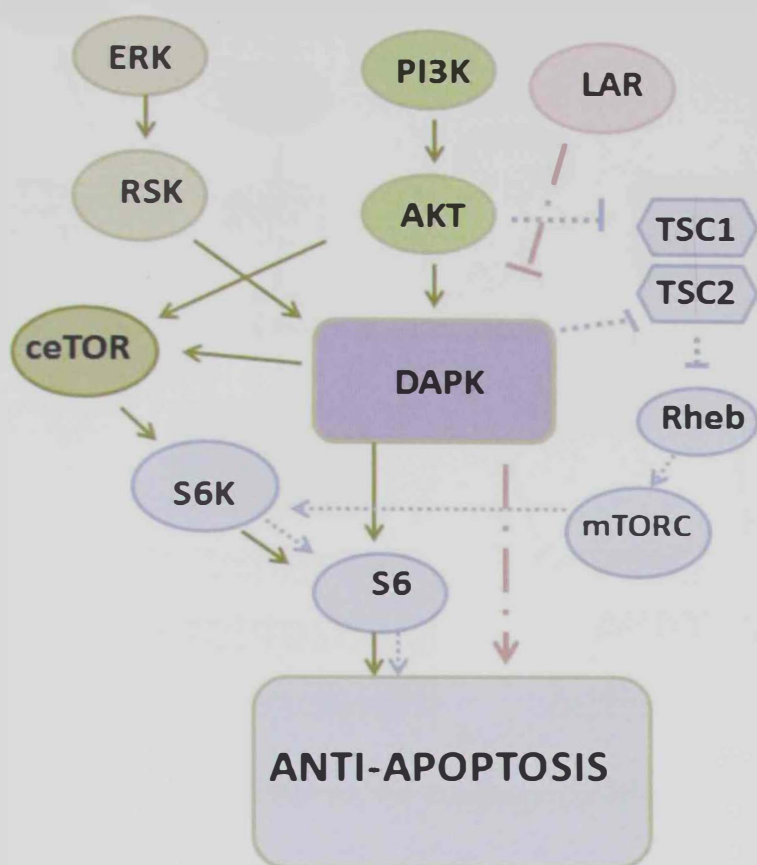 ERK
PI3K
LAR
RSK
AKT
TSC1
TSC2
ceTOR
DAPK
Rheb
S6K
mTORC
S6
ANTI-APOPTOSIS